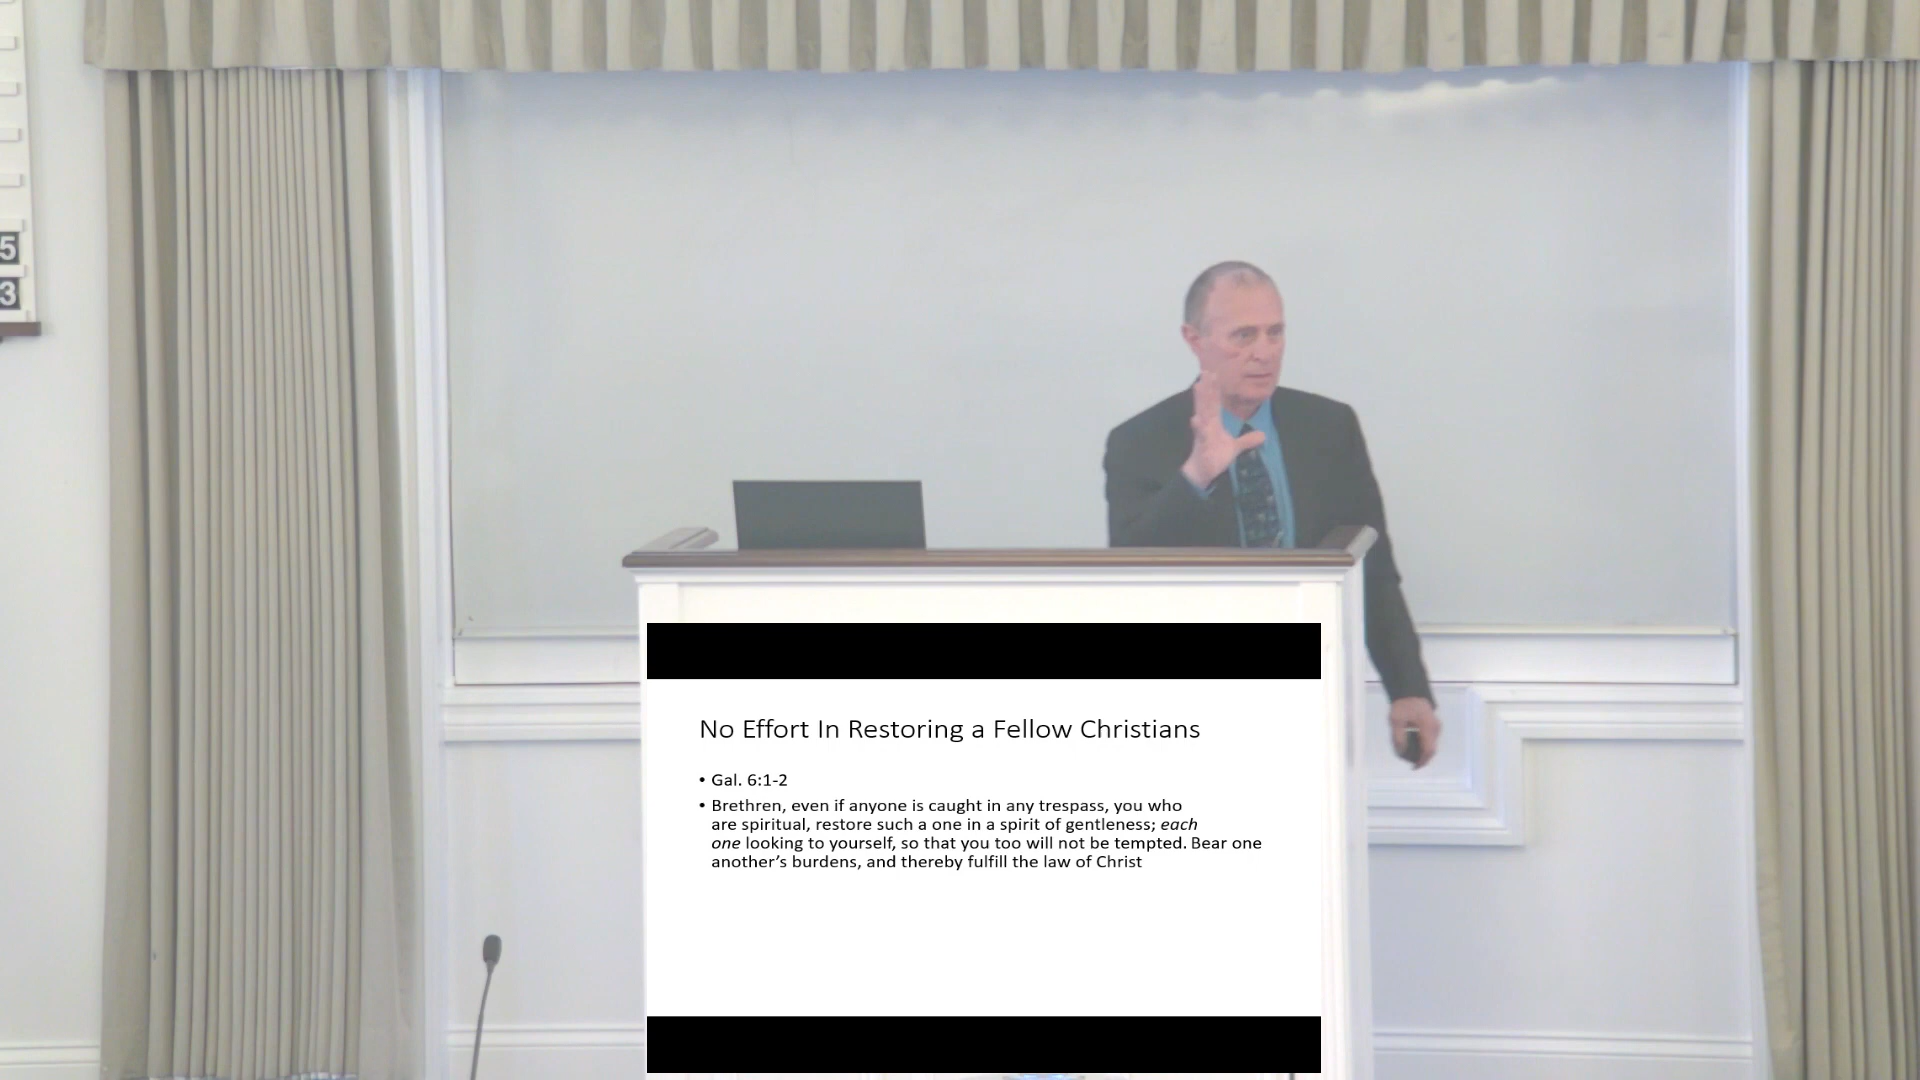 5
3
No Effort In Restoring a Fellow Christians
• Gal. 6:1-2
• Brethren, even if anyone is caught in any trespass, you who
are spiritual, restore such a one in a spirit of gentleness; each
one looking to yourself, so that you too will not be tempted. Bear one
another’s burdens, and thereby fulfill the law of Christ